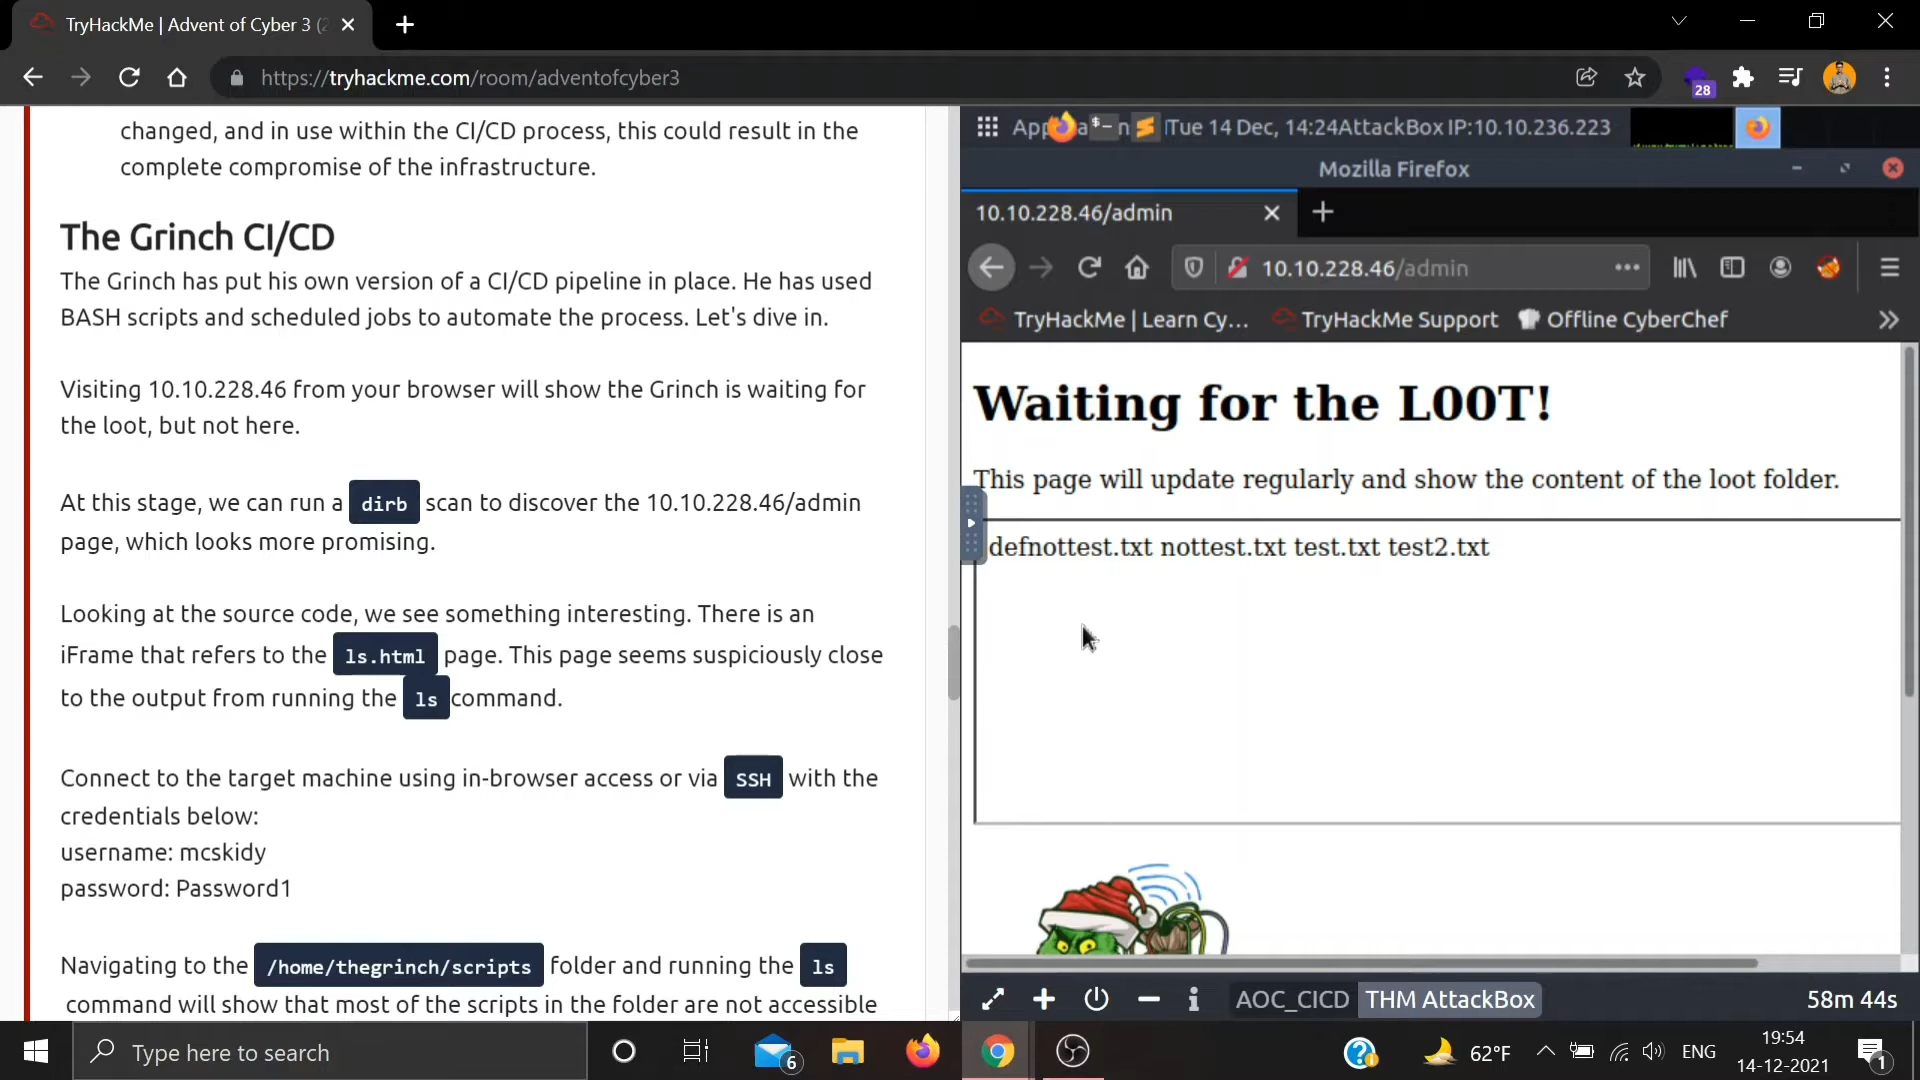 TryHackMe | Advent of Cyber 3 (2
https://tryhackme.com/room/adventofcyber3
28
changed, and in use within the CI/CD process, this could result in the
complete compromise of the infrastructure.
The Grinch CI/CD
The Grinch has put his own version of a CI/CD pipeline in place. He has used
BASH scripts and scheduled jobs to automate the process. Let's dive in.
Visiting 10.10.228.46 from your browser will show the Grinch is waiting for
the loot, but not here.
At this stage, we can run a dirb scan to discover the 10.10.228.46/admin
page, which looks more promising.
Looking at the source code, we see something interesting. There is an
iFrame that refers to the ls.html page. This page seems suspiciously close
to the output from running the ls command.
Connect to the target machine using in-browser access or via SSH with the
credentials below:
username: mcskidy
password: Password1
Navigating to the /home/thegrinch/scripts folder and running the ls
command will show that most of the scripts in the folder are not accessible
Tue 14 Dec, 14:24 AttackBox IP:10.10.236.223
Mozilla Firefox
10.10.228.46/admin
10.10.228.46/admin
TryHackMe | Learn Cy... TryHackMe Support Offline CyberChef
Waiting for the L00T!
This page will update regularly and show the content of the loot folder.
defnottest.txt nottest.txt test.txt test2.txt
AOC_CICD THM AttackBox 58m 44s
Type here to search
6
62°F
ENG
19:54
14-12-2021
1